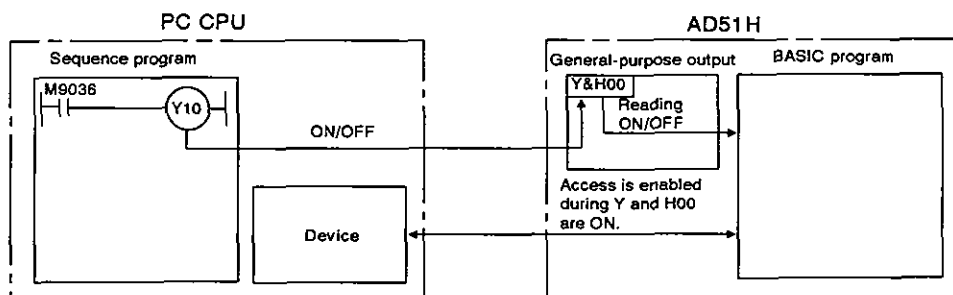 PC CPU
AD51H
Sequence program
General-purpose output
BASIC program
M9036
Y10
Y&H00
Reading
ON/OFF
ON/OFF
Access is enabled
during Y and H00
are ON.
Device